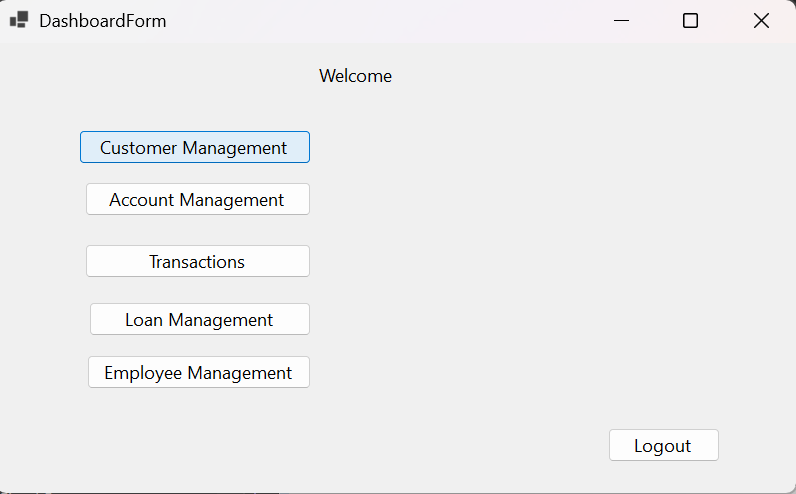 DashboardForm
Welcome
Customer Management
Account Management
Transactions
Loan Management
Employee Management
Logout